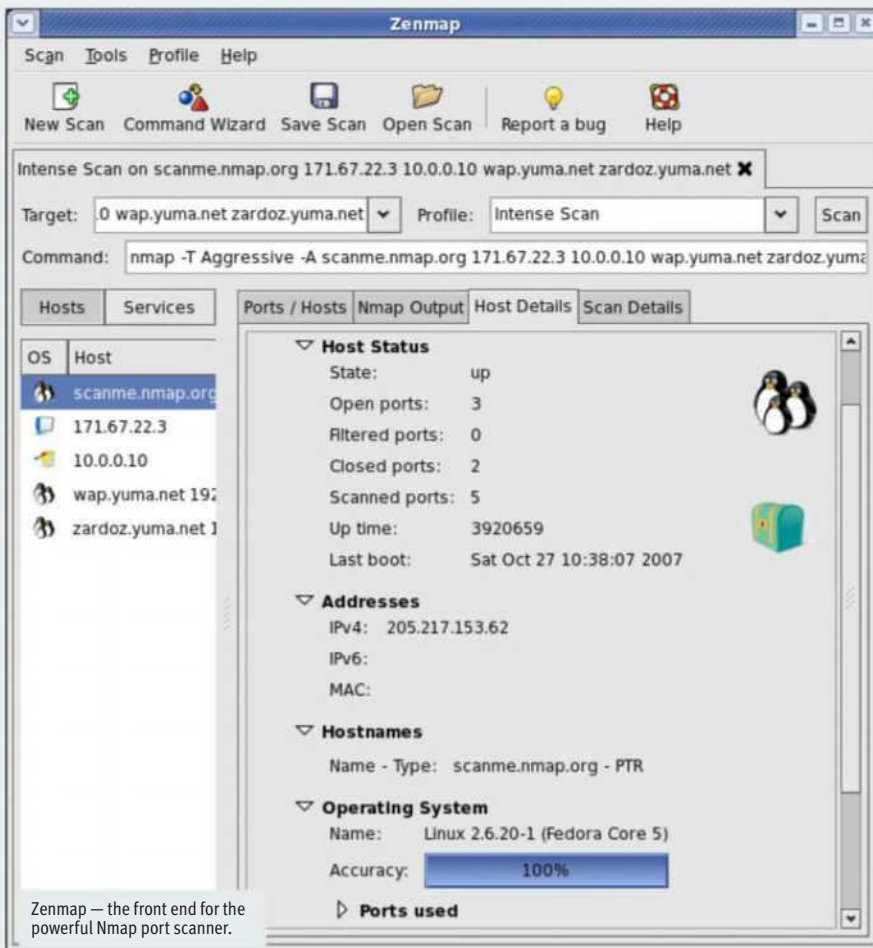 Zenmap
Scan Tools Profile Help
New Scan Command Wizard Save Scan Open Scan Report a bug Help
Intense Scan on scanme.nmap.org 171.67.22.3 10.0.0.10 wap.yuma.net zardoz.yuma.net
Target: .0 wap.yuma.net zardoz.yuma.net Profile: Intense Scan Scan
Command: nmap -T Aggressive -A scanme.nmap.org 171.67.22.3 10.0.0.10 wap.yuma.net zardoz.yuma
Hosts Services
OS Host
scanme.nmap.org
171.67.22.3
10.0.0.10
wap.yuma.net 192
zardoz.yuma.net 1
Ports / Hosts Nmap Output Host Details Scan Details
Host Status
State: up
Open ports: 3
Filtered ports: 0
Closed ports: 2
Scanned ports: 5
Up time: 3920659
Last boot: Sat Oct 27 10:38:07 2007
Addresses
IPv4: 205.217.153.62
IPv6:
MAC:
Hostnames
Name - Type: scanme.nmap.org - PTR
Operating System
Name: Linux 2.6.20-1 (Fedora Core 5)
Accuracy: 100%
Ports used
Zenmap — the front end for the
powerful Nmap port scanner.